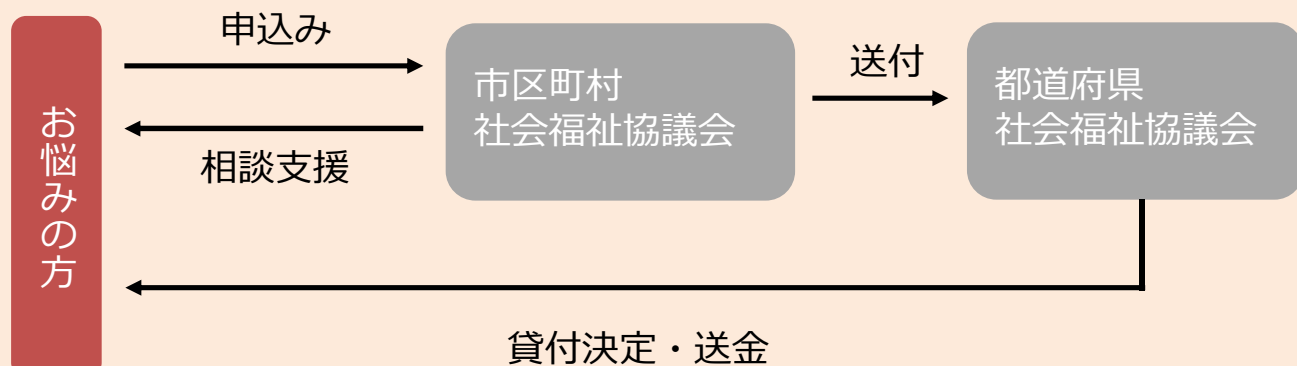 お悩みの方
申込み
相談支援
市区町村
社会福祉協議会
送付
都道府県
社会福祉協議会
貸付決定・送金